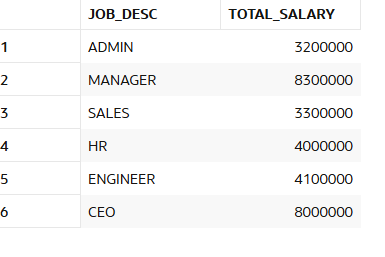 JOB_DESC TOTAL_SALARY
1 ADMIN 3200000
2 MANAGER 8300000
3 SALES 3300000
4 HR 4000000
5 ENGINEER 4100000
6 CEO 8000000